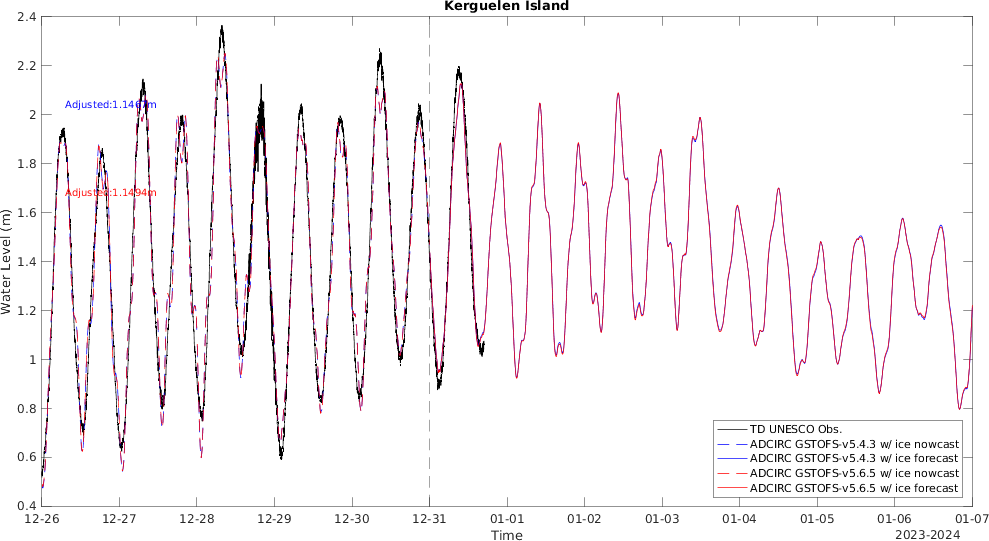 Kerguelen Island
2.4
2.2
2
1.8
1.6
1.4
1.2
1
0.8
0.6
0.4
Water Level (m)
Adjusted:1.1467m
Adjusted:1.1494m
TD UNESCO Obs.
ADCIRC GSTOFS-v5.4.3 w/ ice nowcast
ADCIRC GSTOFS-v5.4.3 w/ ice forecast
ADCIRC GSTOFS-v5.6.5 w/ ice nowcast
ADCIRC GSTOFS-v5.6.5 w/ ice forecast
12-26 12-27 12-28 12-29 12-30 12-31 01-01 01-02 01-03 01-04 01-05 01-06 01-07
Time
2023-2024